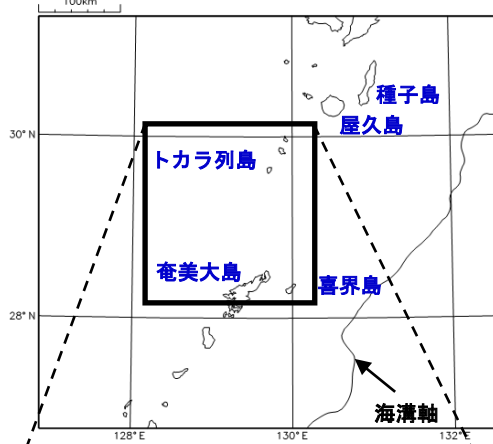 100km
種子島
屋久島
30° N
トカラ列島
奄美大島
喜界島
28° N
海溝軸
128° E
130° E
132° E